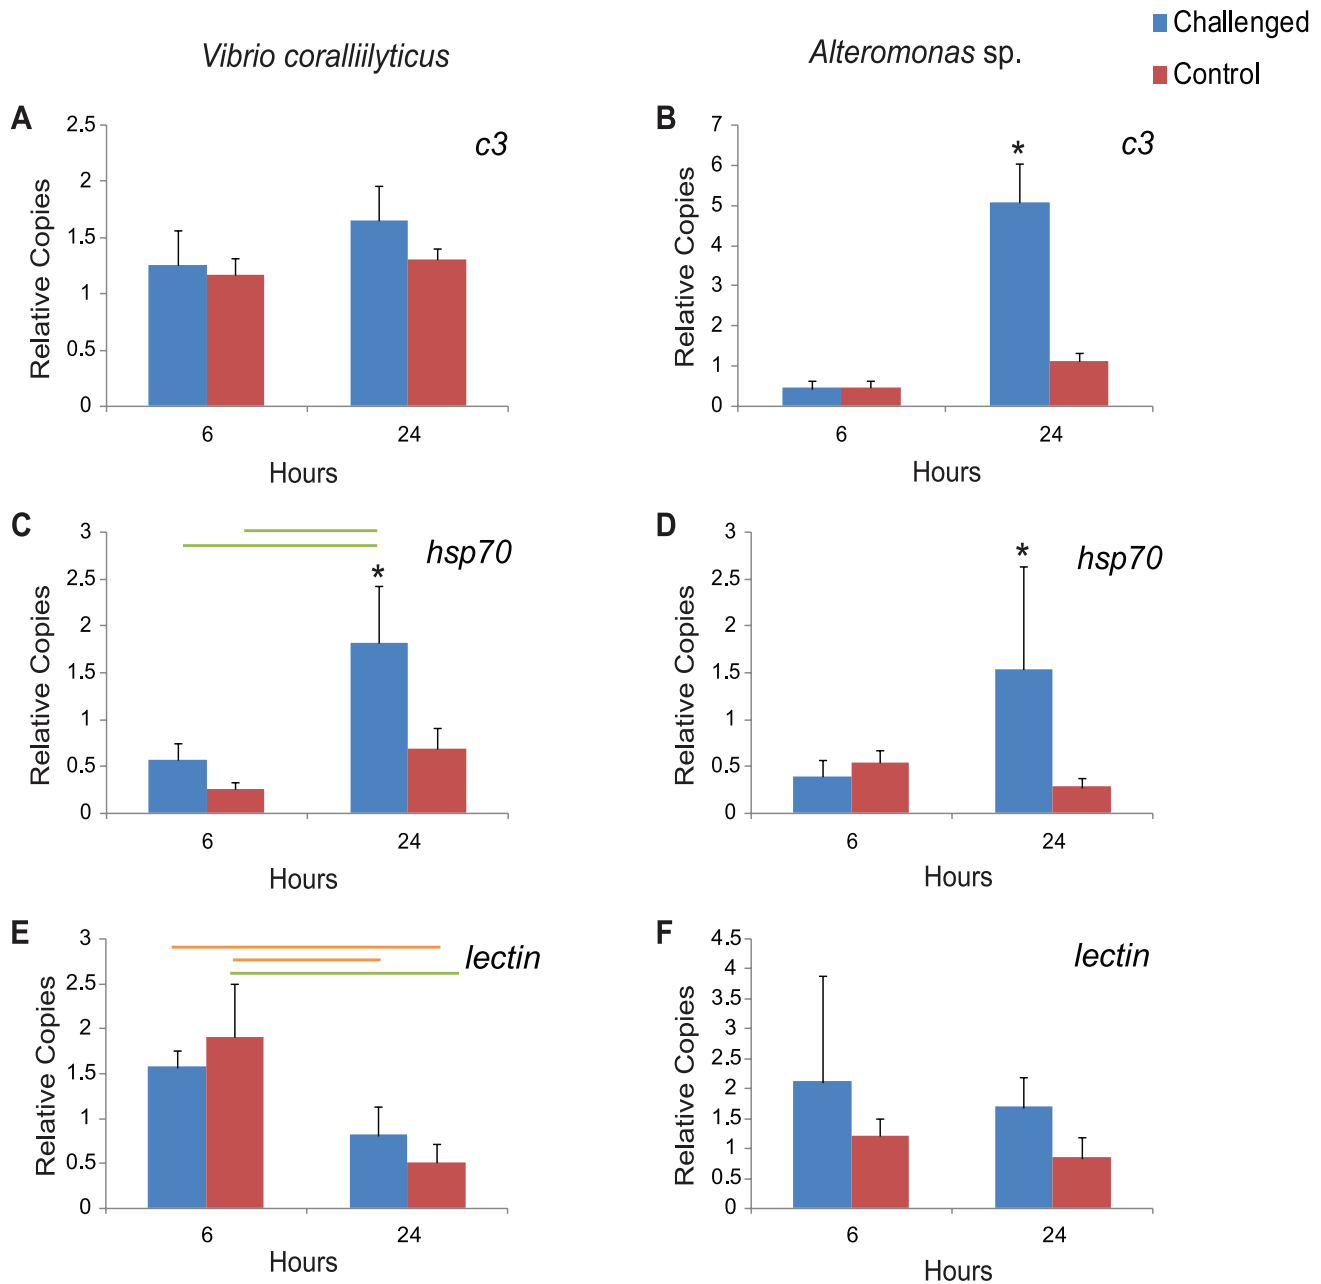 Challenged
Control
Vibrio coralliilyticus
Alteromonas sp.
A
c3
Relative Copies
2.5
2
1.5
1
0.5
0
6
24
Hours
B
c3
*
Relative Copies
7
6
5
4
3
2
1
0
6
24
Hours
C
hsp70
*
Relative Copies
3
2.5
2
1.5
1
0.5
0
6
24
Hours
D
hsp70
*
Relative Copies
3
2.5
2
1.5
1
0.5
0
6
24
Hours
E
lectin
Relative Copies
3
2.5
2
1.5
1
0.5
0
6
24
Hours
F
lectin
Relative Copies
4.5
4
3.5
3
2.5
2
1.5
1
0.5
0
6
24
Hours